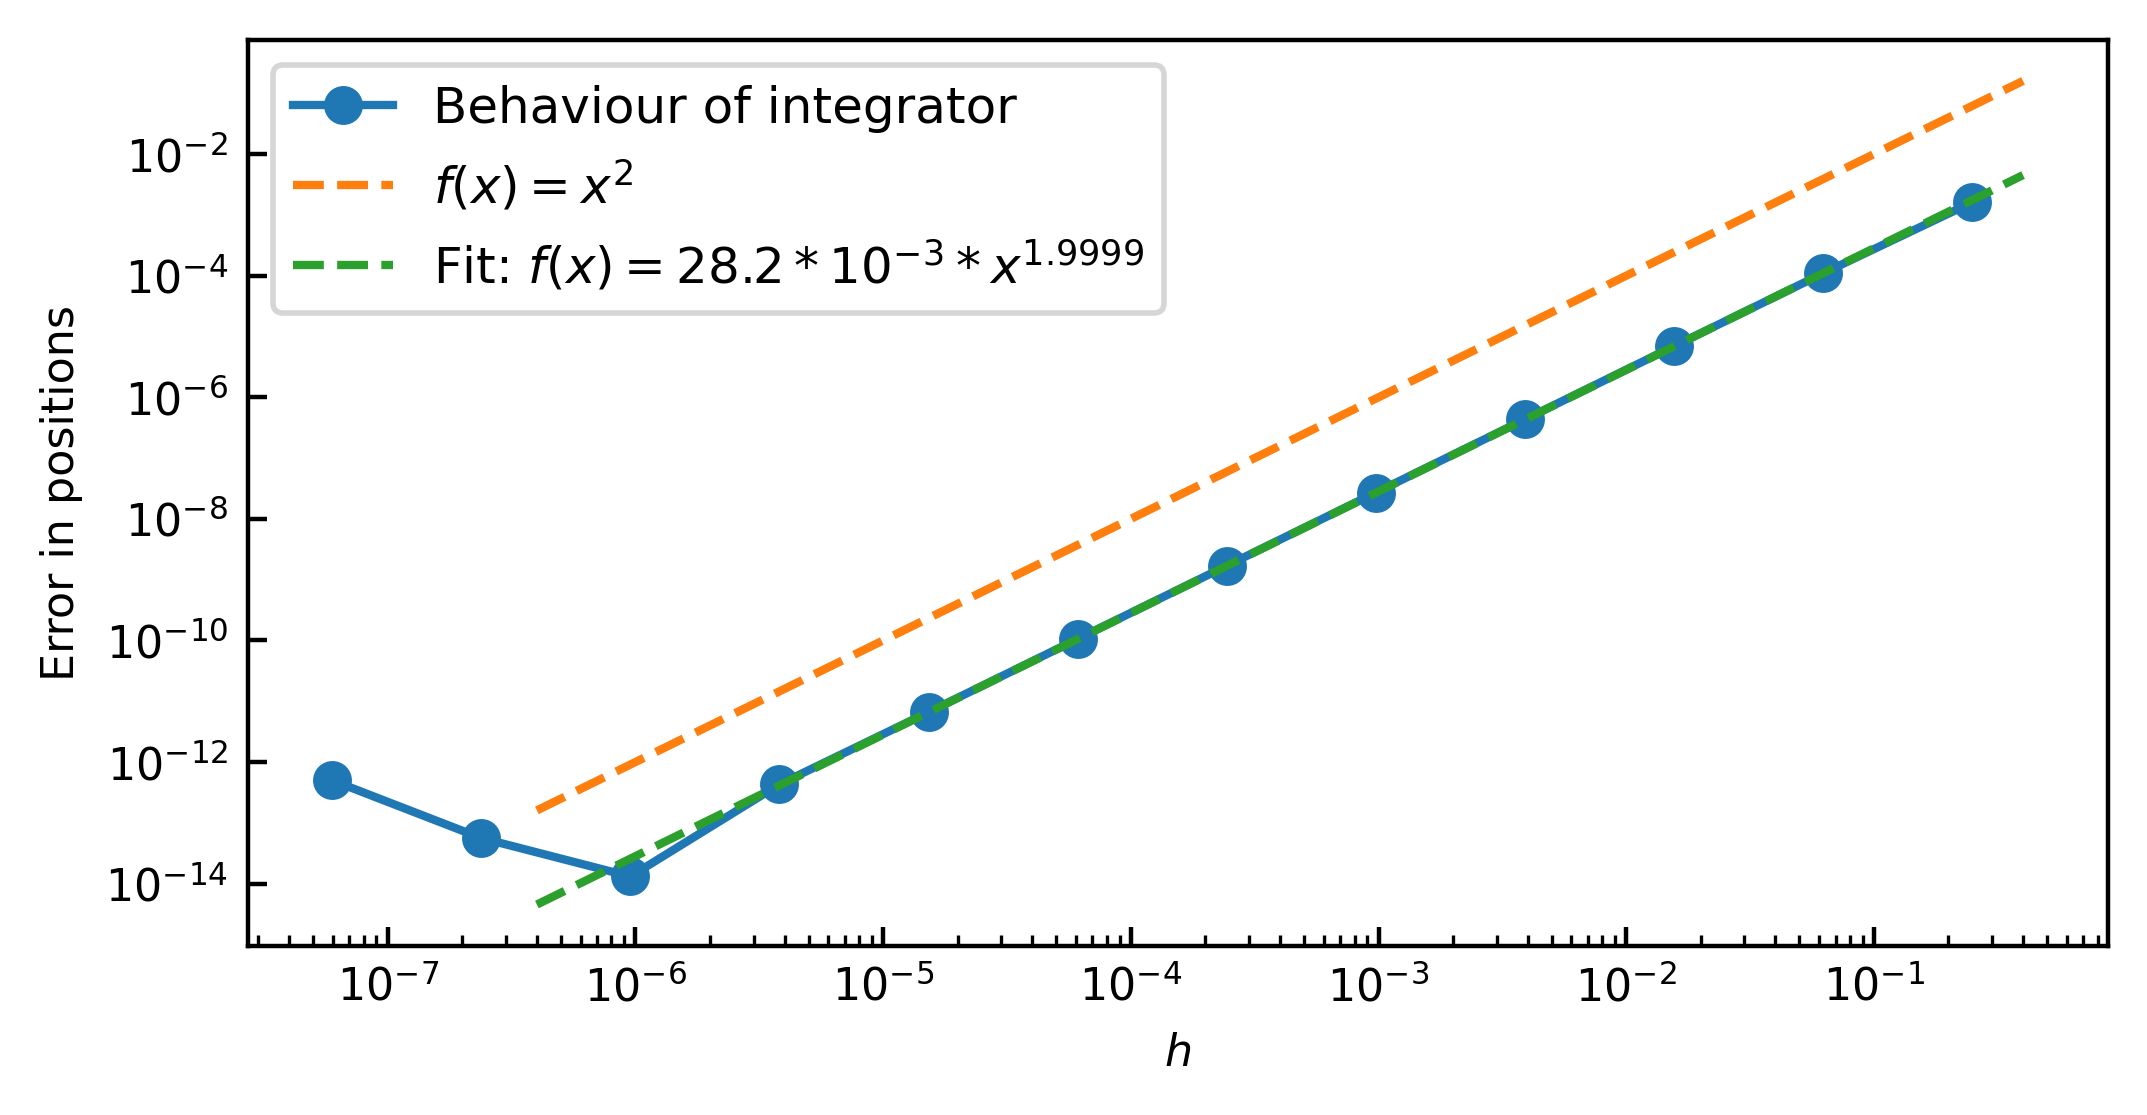 Behaviour of integrator
f(x) = x²
Fit: f(x) = 28.2 * 10⁻³ * x¹·⁹⁹⁹⁹
Error in positions
10⁻²
10⁻⁴
10⁻⁶
10⁻⁸
10⁻¹⁰
10⁻¹²
10⁻¹⁴
10⁻⁷ 10⁻⁶ 10⁻⁵ 10⁻⁴ 10⁻³ 10⁻² 10⁻¹
h